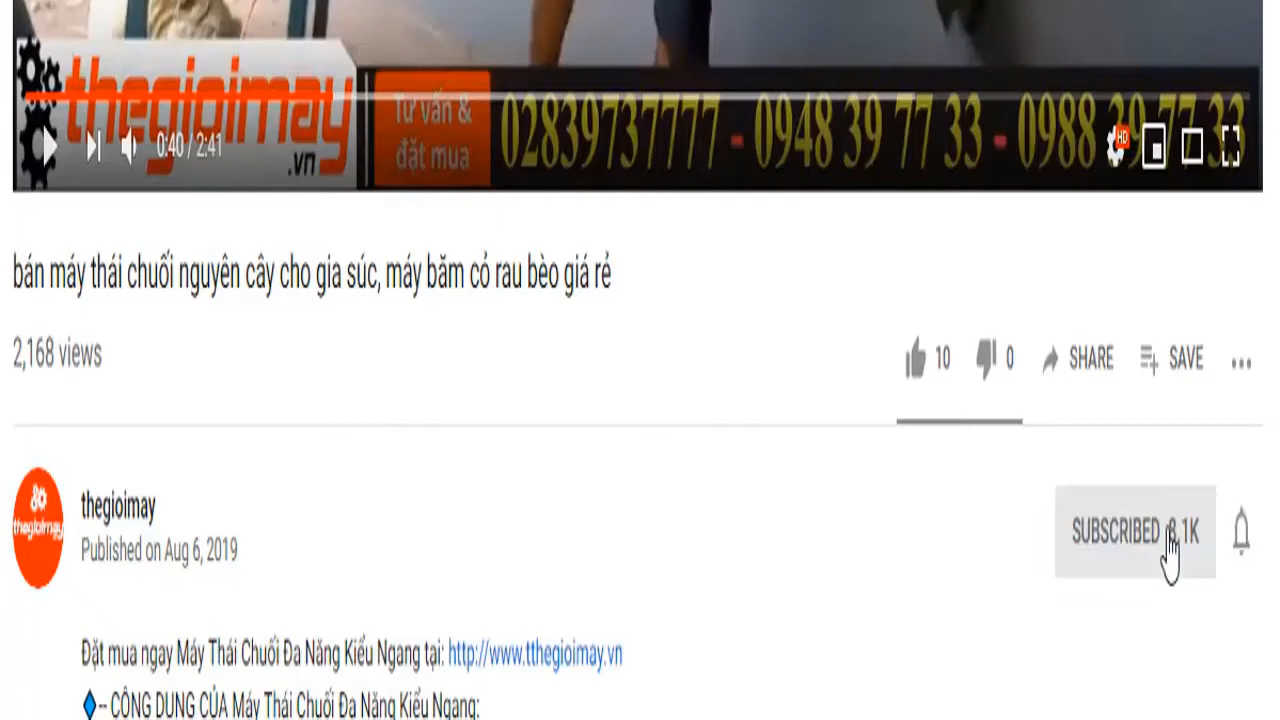 thegioimay
.vn
Tư vấn &
đặt mua
02839737777 - 0948 39 77 33 - 0988 39 77 33
0:40 / 2:41
HD
bán máy thái chuối nguyên cây cho gia súc, máy băm cỏ rau bèo giá rẻ
2,168 views
10
0
SHARE
SAVE
thegioimay
thegioimay
Published on Aug 6, 2019
SUBSCRIBED
Đặt mua ngay Máy Thái Chuối Đa Năng Kiểu Ngang tại: http://www.tthegioimay.vn
-- CÔNG DỤNG CỦA Máy Thái Chuối Đa Năng Kiểu Ngang: